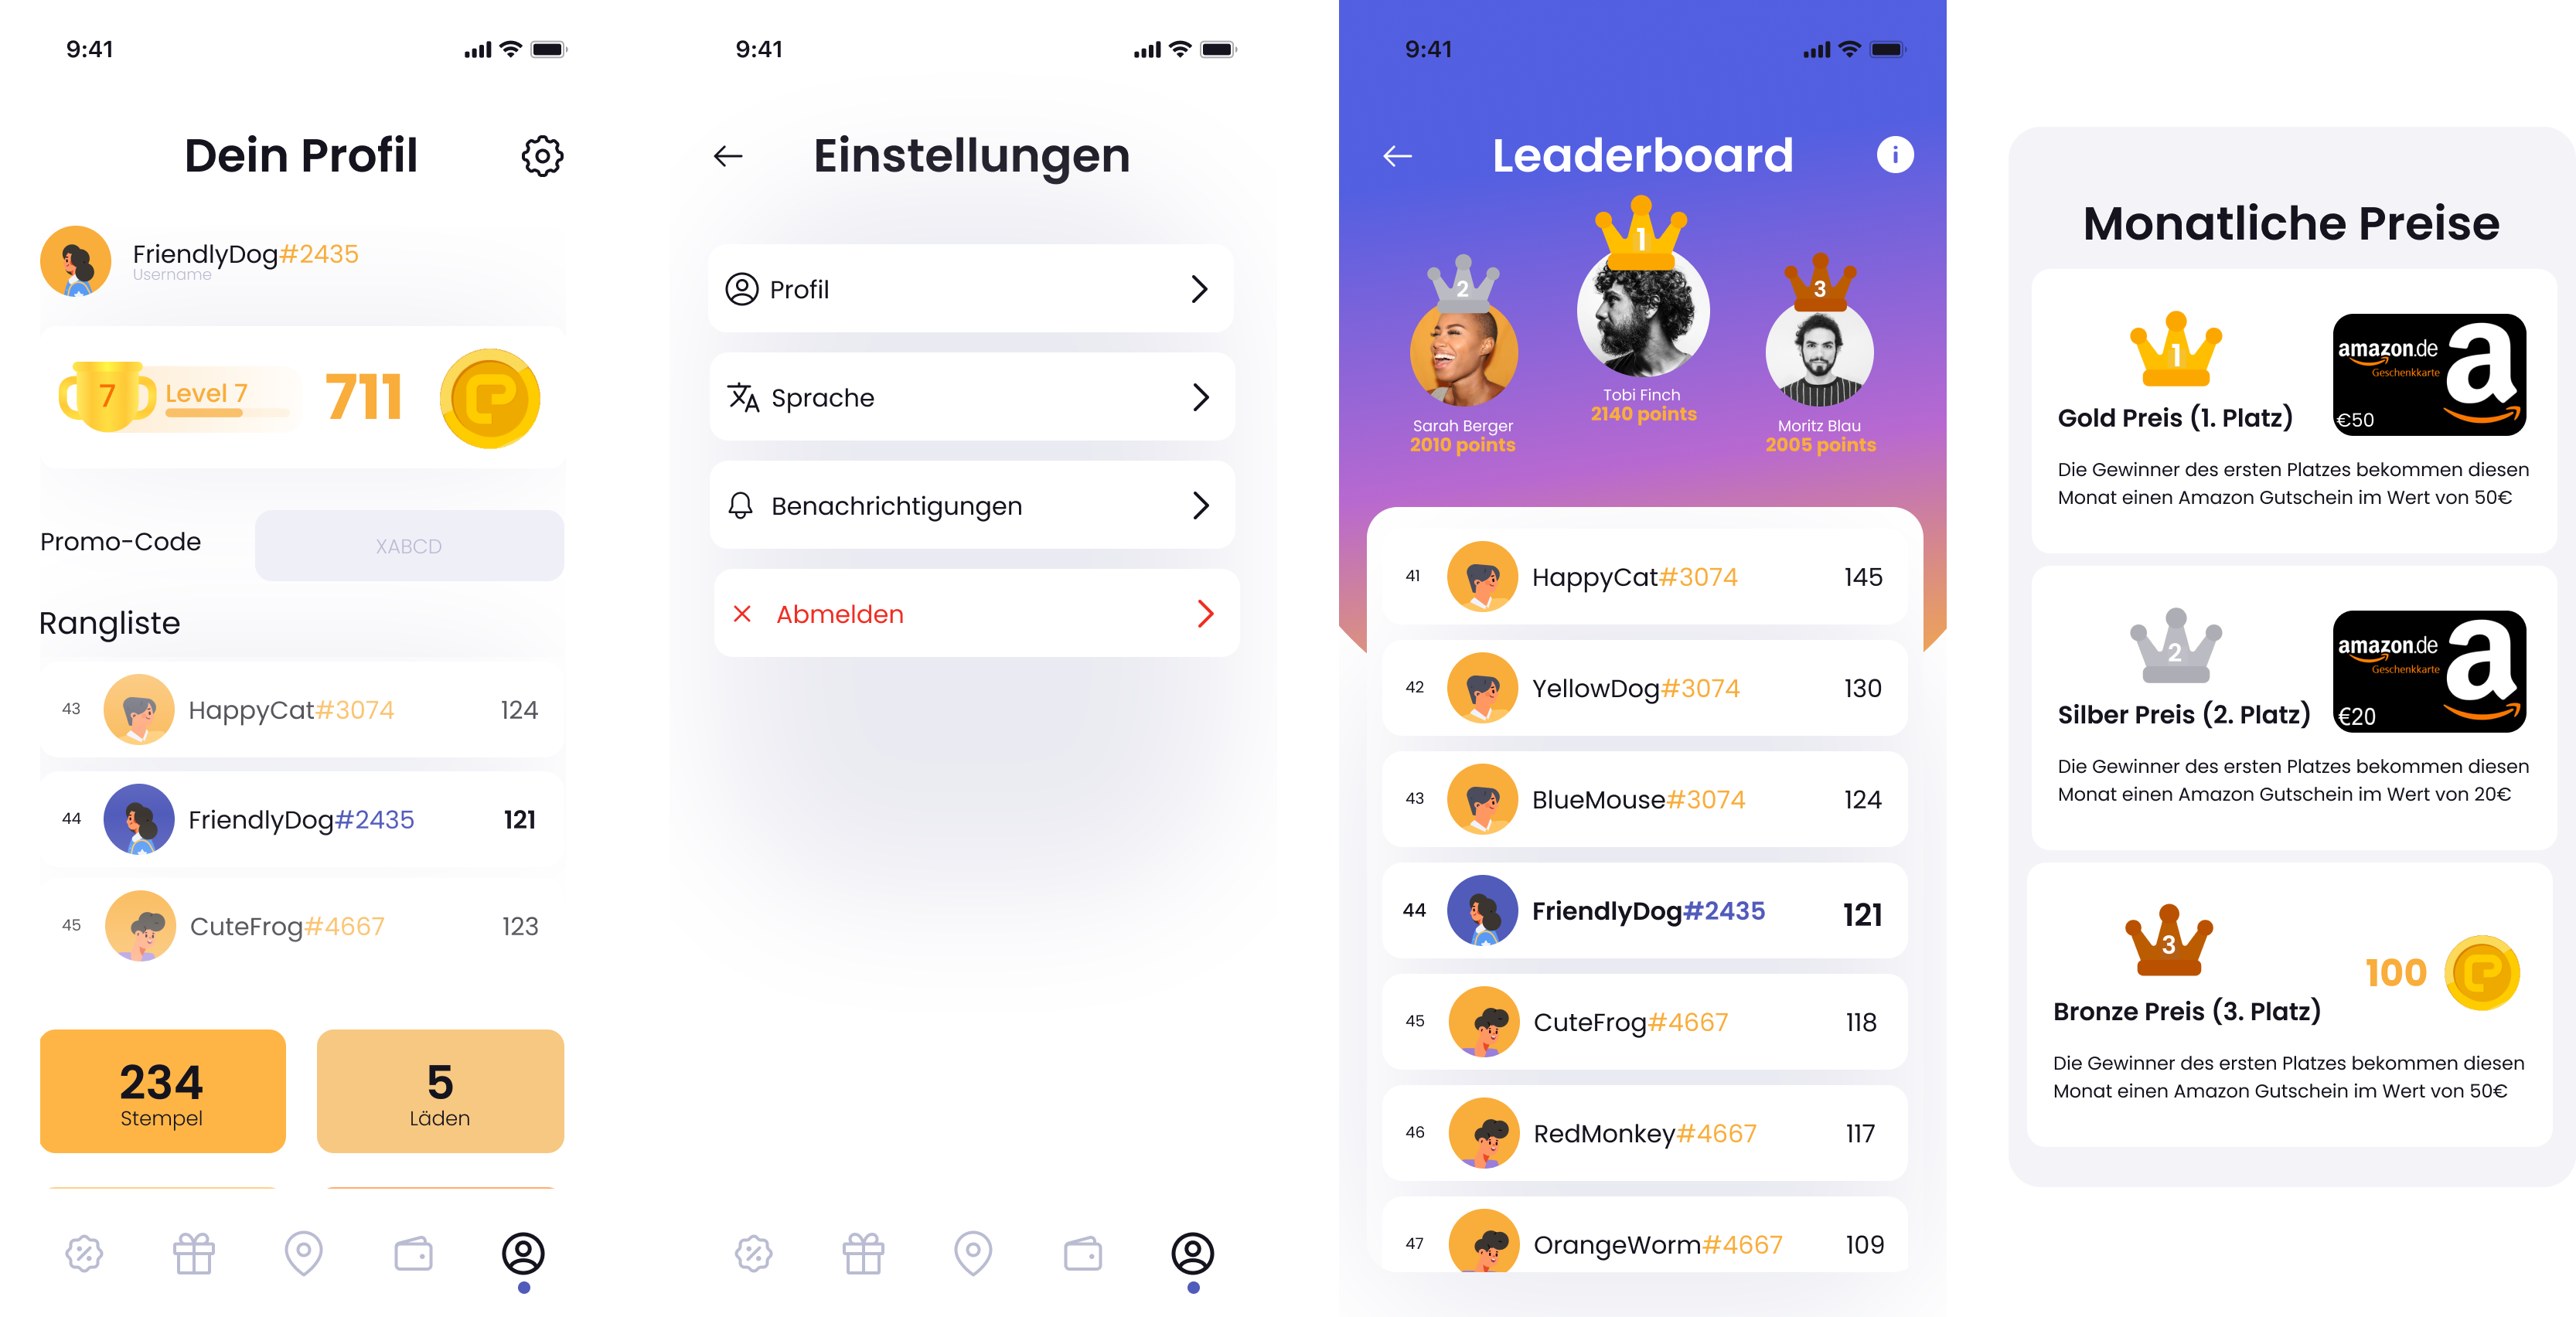 9:41
Dein Profil
FriendlyDog#2435
Username
7
Level 7
711
Promo-Code
XABCD
Rangliste
43 HappyCat#3074 124
44 FriendlyDog#2435 121
45 CuteFrog#4667 123
234
Stempel
5
Läden
9:41
Einstellungen
Profil
Sprache
Benachrichtigungen
Abmelden
9:41
Leaderboard
i
1
2
3
Tobi Finch
2140 points
Sarah Berger
2010 points
Moritz Blau
2005 points
41 HappyCat#3074 145
42 YellowDog#3074 130
43 BlueMouse#3074 124
44 FriendlyDog#2435 121
45 CuteFrog#4667 118
46 RedMonkey#4667 117
47 OrangeWorm#4667 109
Monatliche Preise
1
amazon.de
Geschenkkarte
a
€50
Gold Preis (1. Platz)
Die Gewinner des ersten Platzes bekommen diesen
Monat einen Amazon Gutschein im Wert von 50€
2
amazon.de
Geschenkkarte
a
€20
Silber Preis (2. Platz)
Die Gewinner des ersten Platzes bekommen diesen
Monat einen Amazon Gutschein im Wert von 20€
3
100
Bronze Preis (3. Platz)
Die Gewinner des ersten Platzes bekommen diesen
Monat einen Amazon Gutschein im Wert von 50€